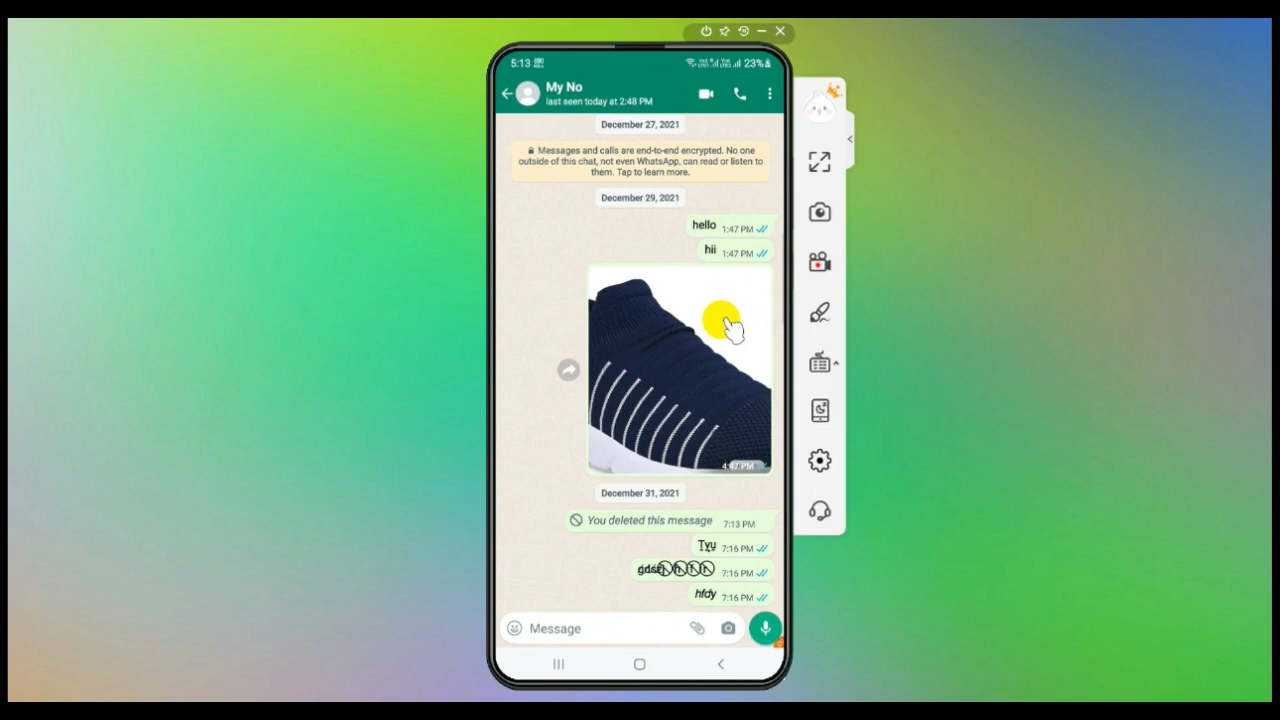 5:13
23%
My No
last seen today at 2:48 PM
December 27, 2021
Messages and calls are end-to-end encrypted. No one
outside of this chat, not even WhatsApp, can read or listen to
them. Tap to learn more.
December 29, 2021
hello 1:47 PM
hii 1:47 PM
4:47 PM
December 31, 2021
You deleted this message 7:13 PM
7:16 PM
7:16 PM
hfdy 7:16 PM
Message